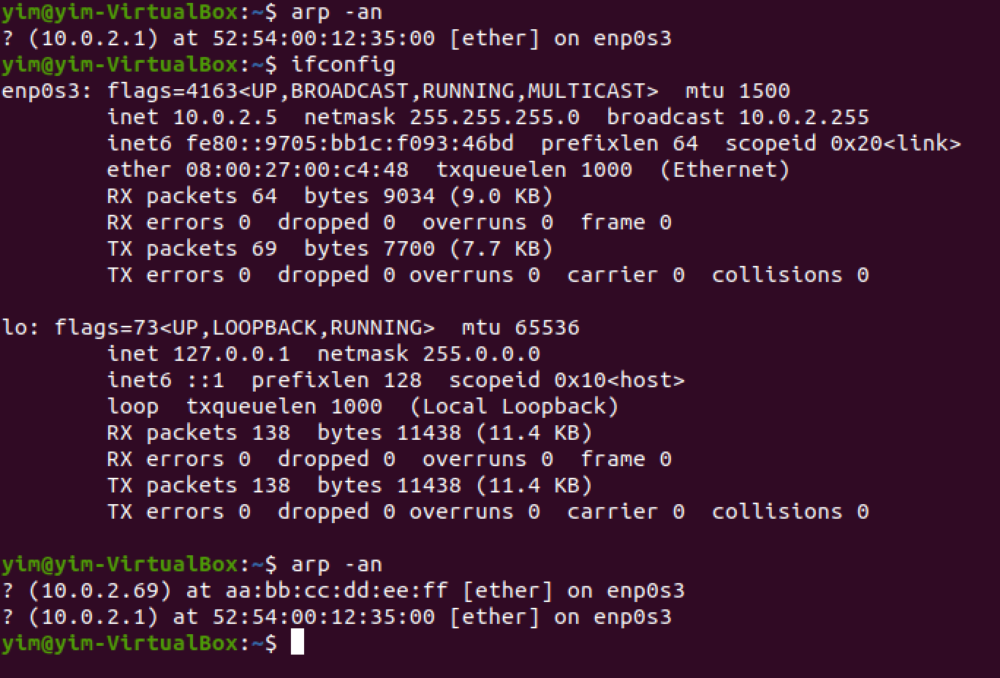 yim@yim-VirtualBox:~$ arp -an
? (10.0.2.1) at 52:54:00:12:35:00 [ether] on enp0s3
yim@yim-VirtualBox:~$ ifconfig
enp0s3: flags=4163<UP,BROADCAST,RUNNING,MULTICAST>  mtu 1500
        inet 10.0.2.5  netmask 255.255.255.0  broadcast 10.0.2.255
        inet6 fe80::9705:bb1c:f093:46bd  prefixlen 64  scopeid 0x20<link>
        ether 08:00:27:00:c4:48  txqueuelen 1000  (Ethernet)
        RX packets 64  bytes 9034 (9.0 KB)
        RX errors 0  dropped 0  overruns 0  frame 0
        TX packets 69  bytes 7700 (7.7 KB)
        TX errors 0  dropped 0 overruns 0  carrier 0  collisions 0

lo: flags=73<UP,LOOPBACK,RUNNING>  mtu 65536
        inet 127.0.0.1  netmask 255.0.0.0
        inet6 ::1  prefixlen 128  scopeid 0x10<host>
        loop  txqueuelen 1000  (Local Loopback)
        RX packets 138  bytes 11438 (11.4 KB)
        RX errors 0  dropped 0  overruns 0  frame 0
        TX packets 138  bytes 11438 (11.4 KB)
        TX errors 0  dropped 0 overruns 0  carrier 0  collisions 0

yim@yim-VirtualBox:~$ arp -an
? (10.0.2.69) at aa:bb:cc:dd:ee:ff [ether] on enp0s3
? (10.0.2.1) at 52:54:00:12:35:00 [ether] on enp0s3
yim@yim-VirtualBox:~$